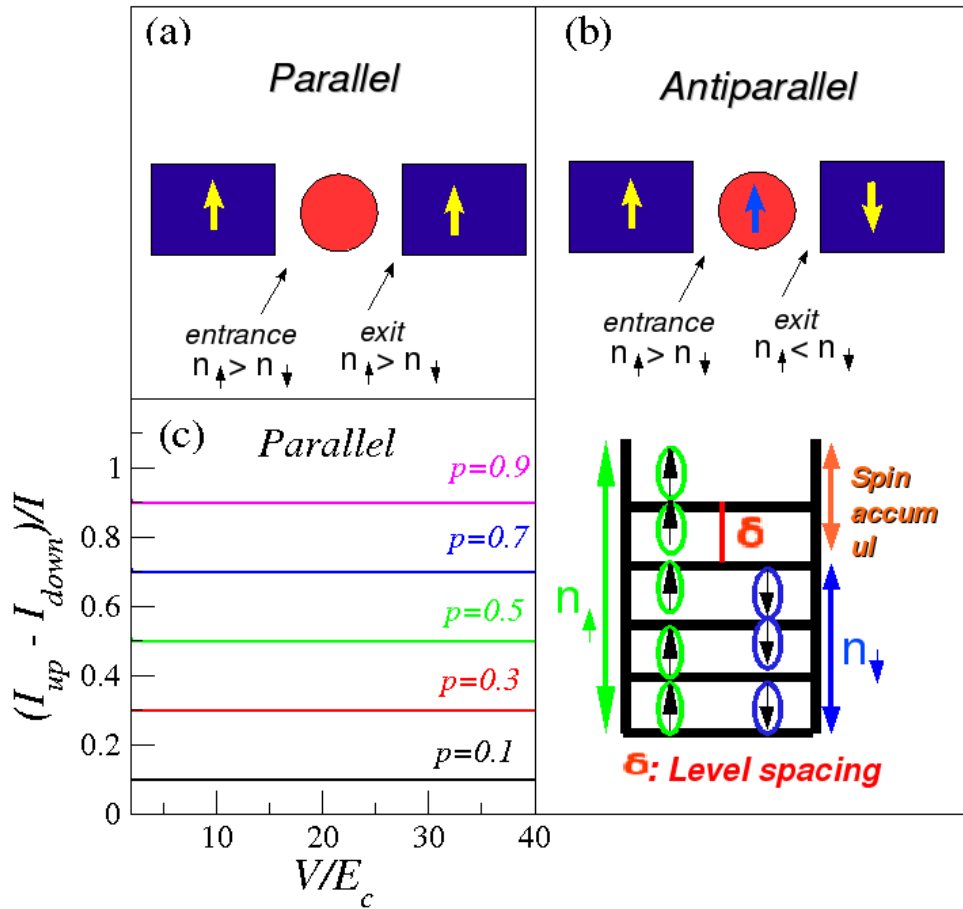 (a)
Parallel
entrance
n↑ > n↓
exit
n↑ > n↓
(b)
Antiparallel
entrance
n↑ > n↓
exit
n↑ < n↓
(c)
Parallel
p=0.9
p=0.7
p=0.5
p=0.3
p=0.1
(I_up - I_down)/I
1
0.8
0.6
0.4
0.2
0
10
20
30
40
V/E_c
n↑
δ
Spin
accum
ul
n↓
δ: Level spacing